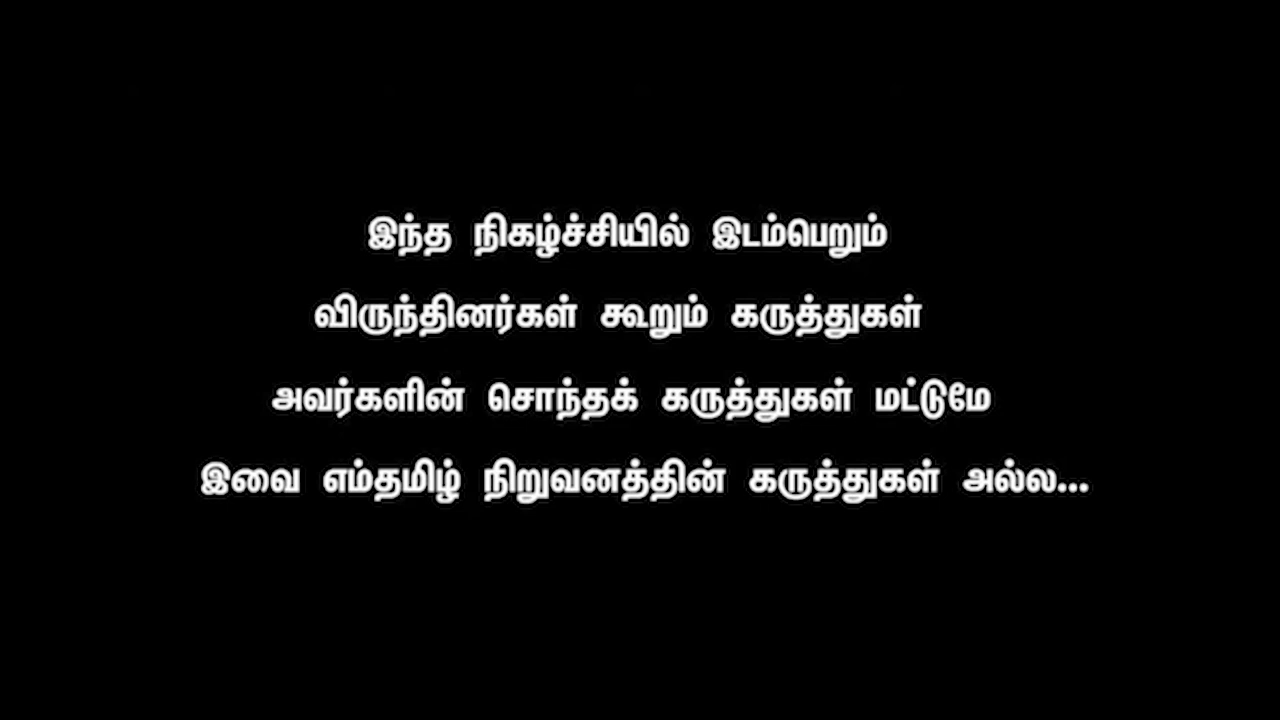 இந்த நிகழ்ச்சியில் இடம்பெறும்
விருந்தினர்கள் கூறும் கருத்துகள்
அவர்களின் சொந்தக் கருத்துகள் மட்டுமே
இவை எம்தமிழ் நிறுவனத்தின் கருத்துகள் அல்ல...